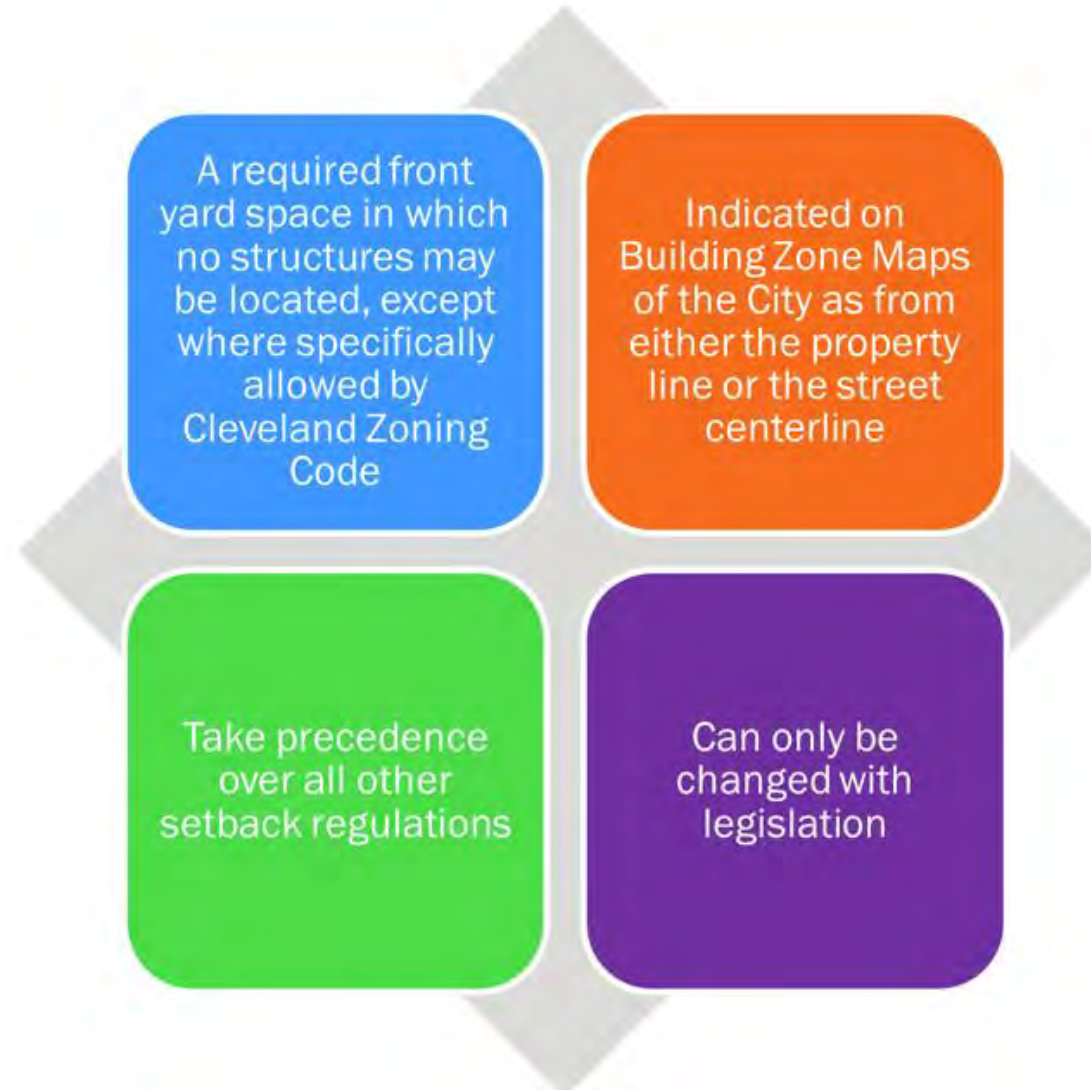 A required front
yard space in which
no structures may
be located, except
where specifically
allowed by
Cleveland Zoning
Code
Indicated on
Building Zone Maps
of the City as from
either the property
line or the street
centerline
Take precedence
over all other
setback regulations
Can only be
changed with
legislation